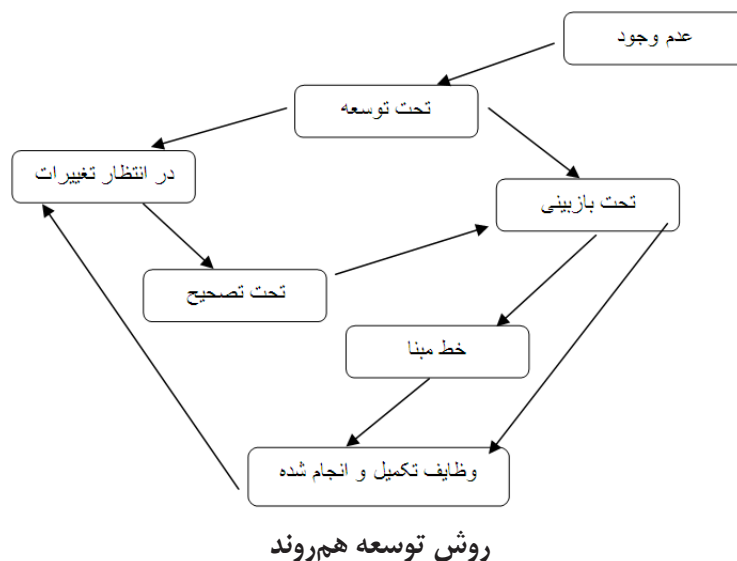 عدم وجود
تحت توسعه
در انتظار تغییرات
تحت بازبینی
تحت تصحیح
خط مبنا
وظایف تکمیل و انجام شده
روش توسعه هم‌روند